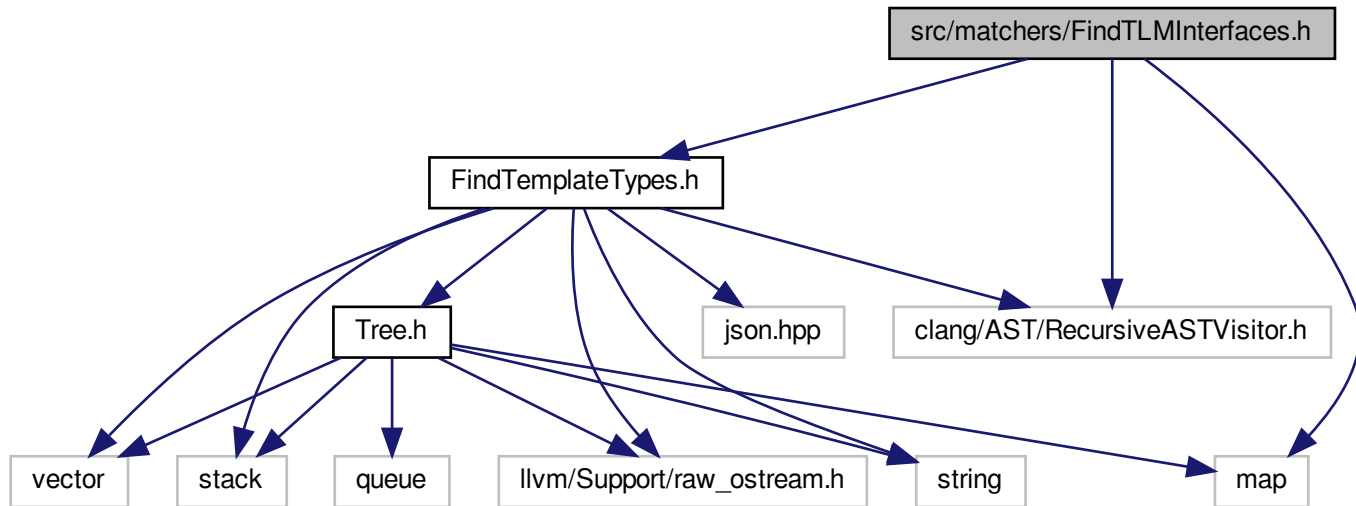 src/matchers/FindTLMInterfaces.h
FindTemplateTypes.h
Tree.h
json.hpp
clang/AST/RecursiveASTVisitor.h
vector
stack
queue
llvm/Support/raw_ostream.h
string
map